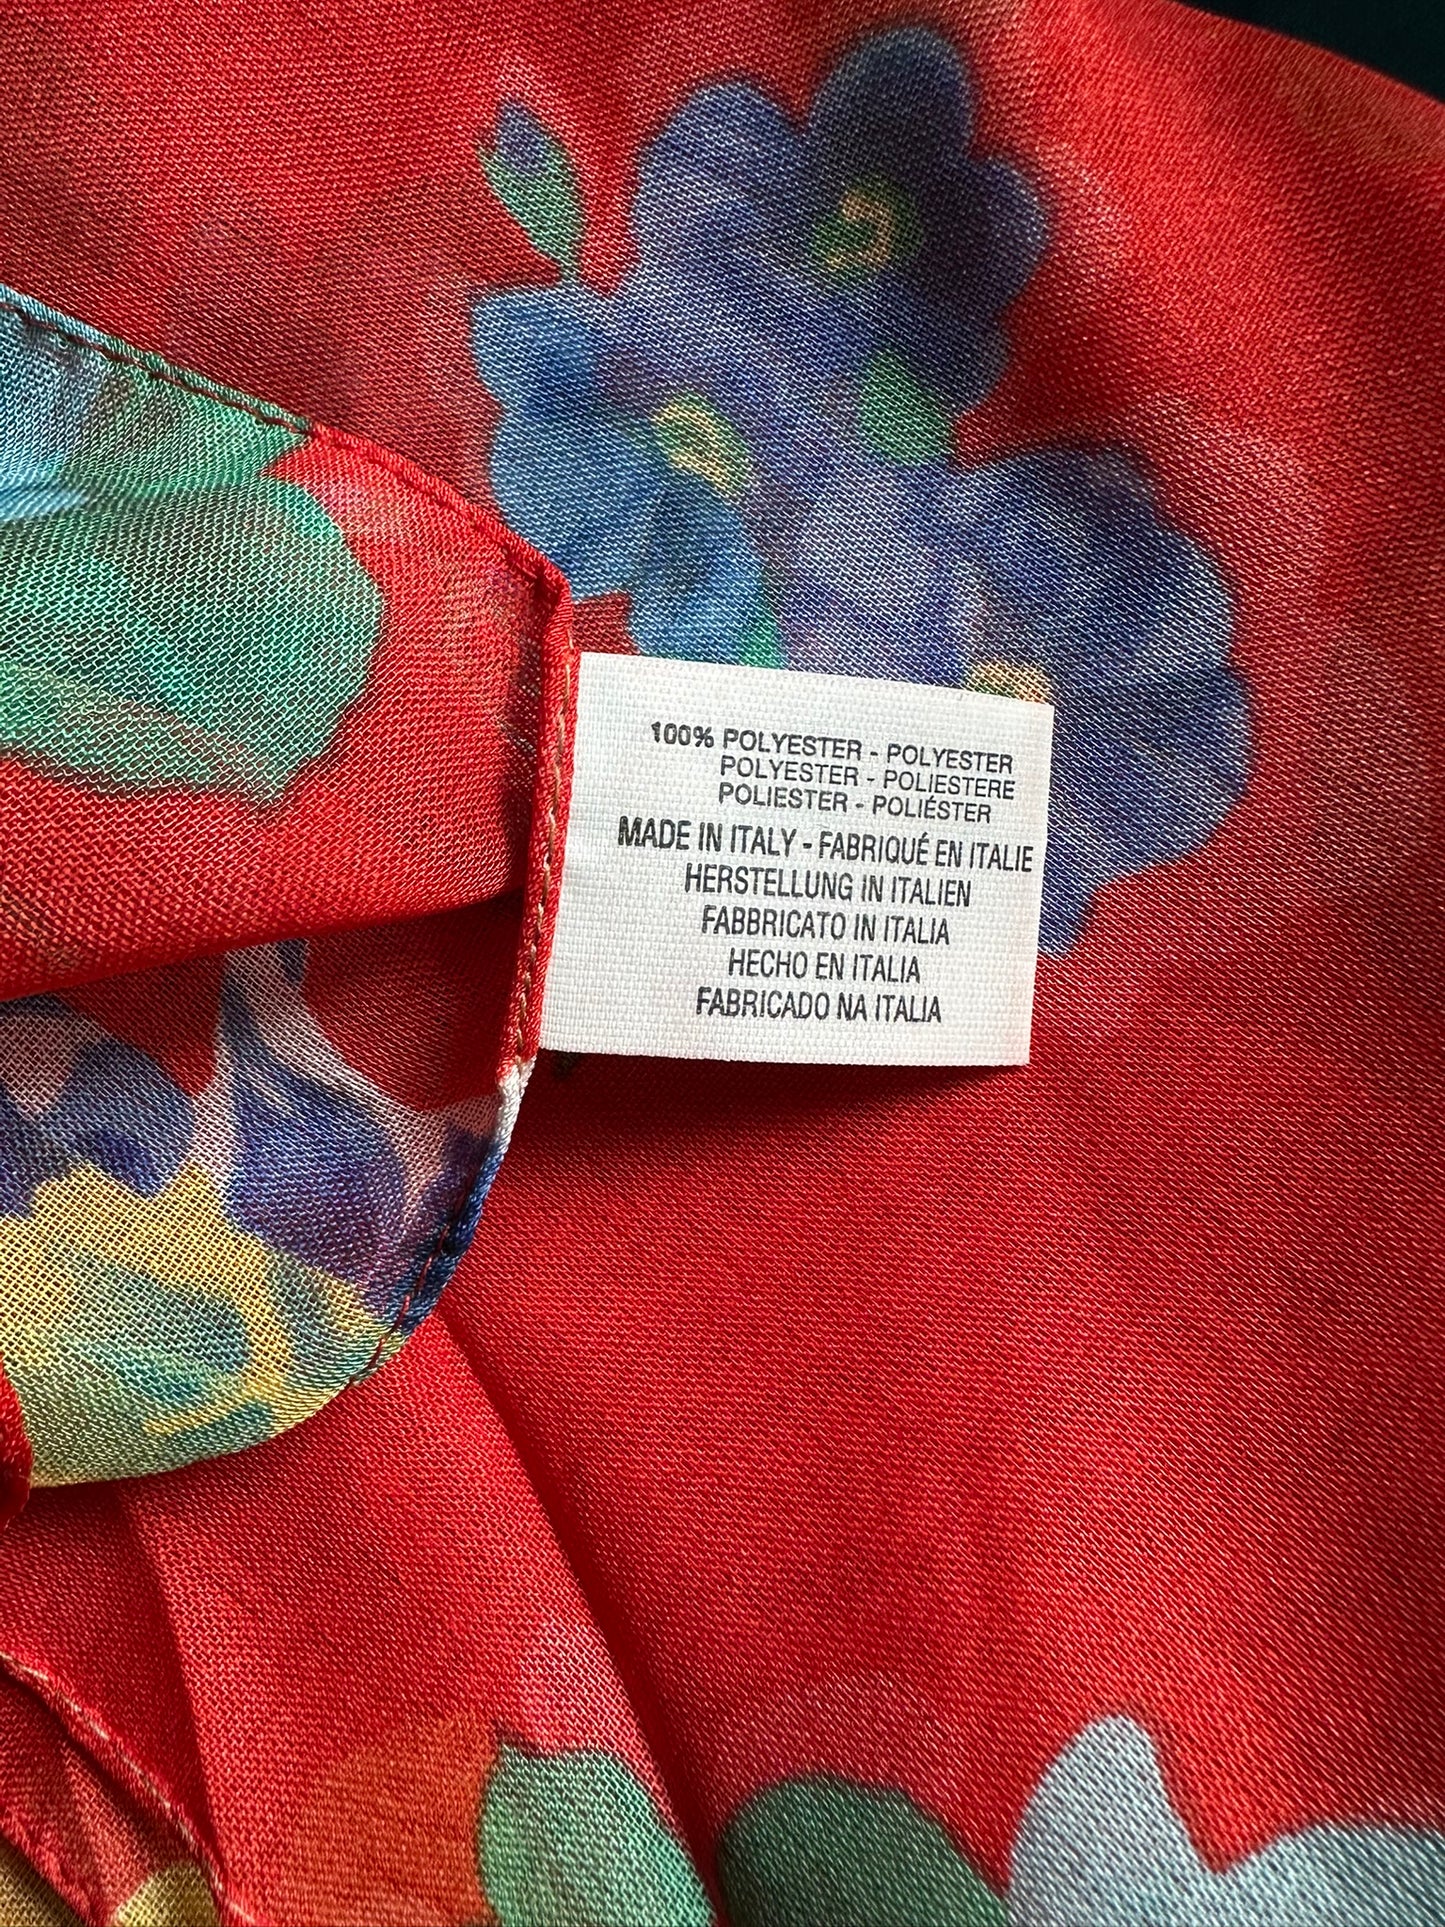 100% POLYESTER - POLYESTER
POLYESTER - POLIESTERE
POLIESTER - POLIÉSTER
MADE IN ITALY - FABRIQUÉ EN ITALIE
HERSTELLUNG IN ITALIEN
FABBRICATO IN ITALIA
HECHO EN ITALIA
FABRICADO NA ITALIA